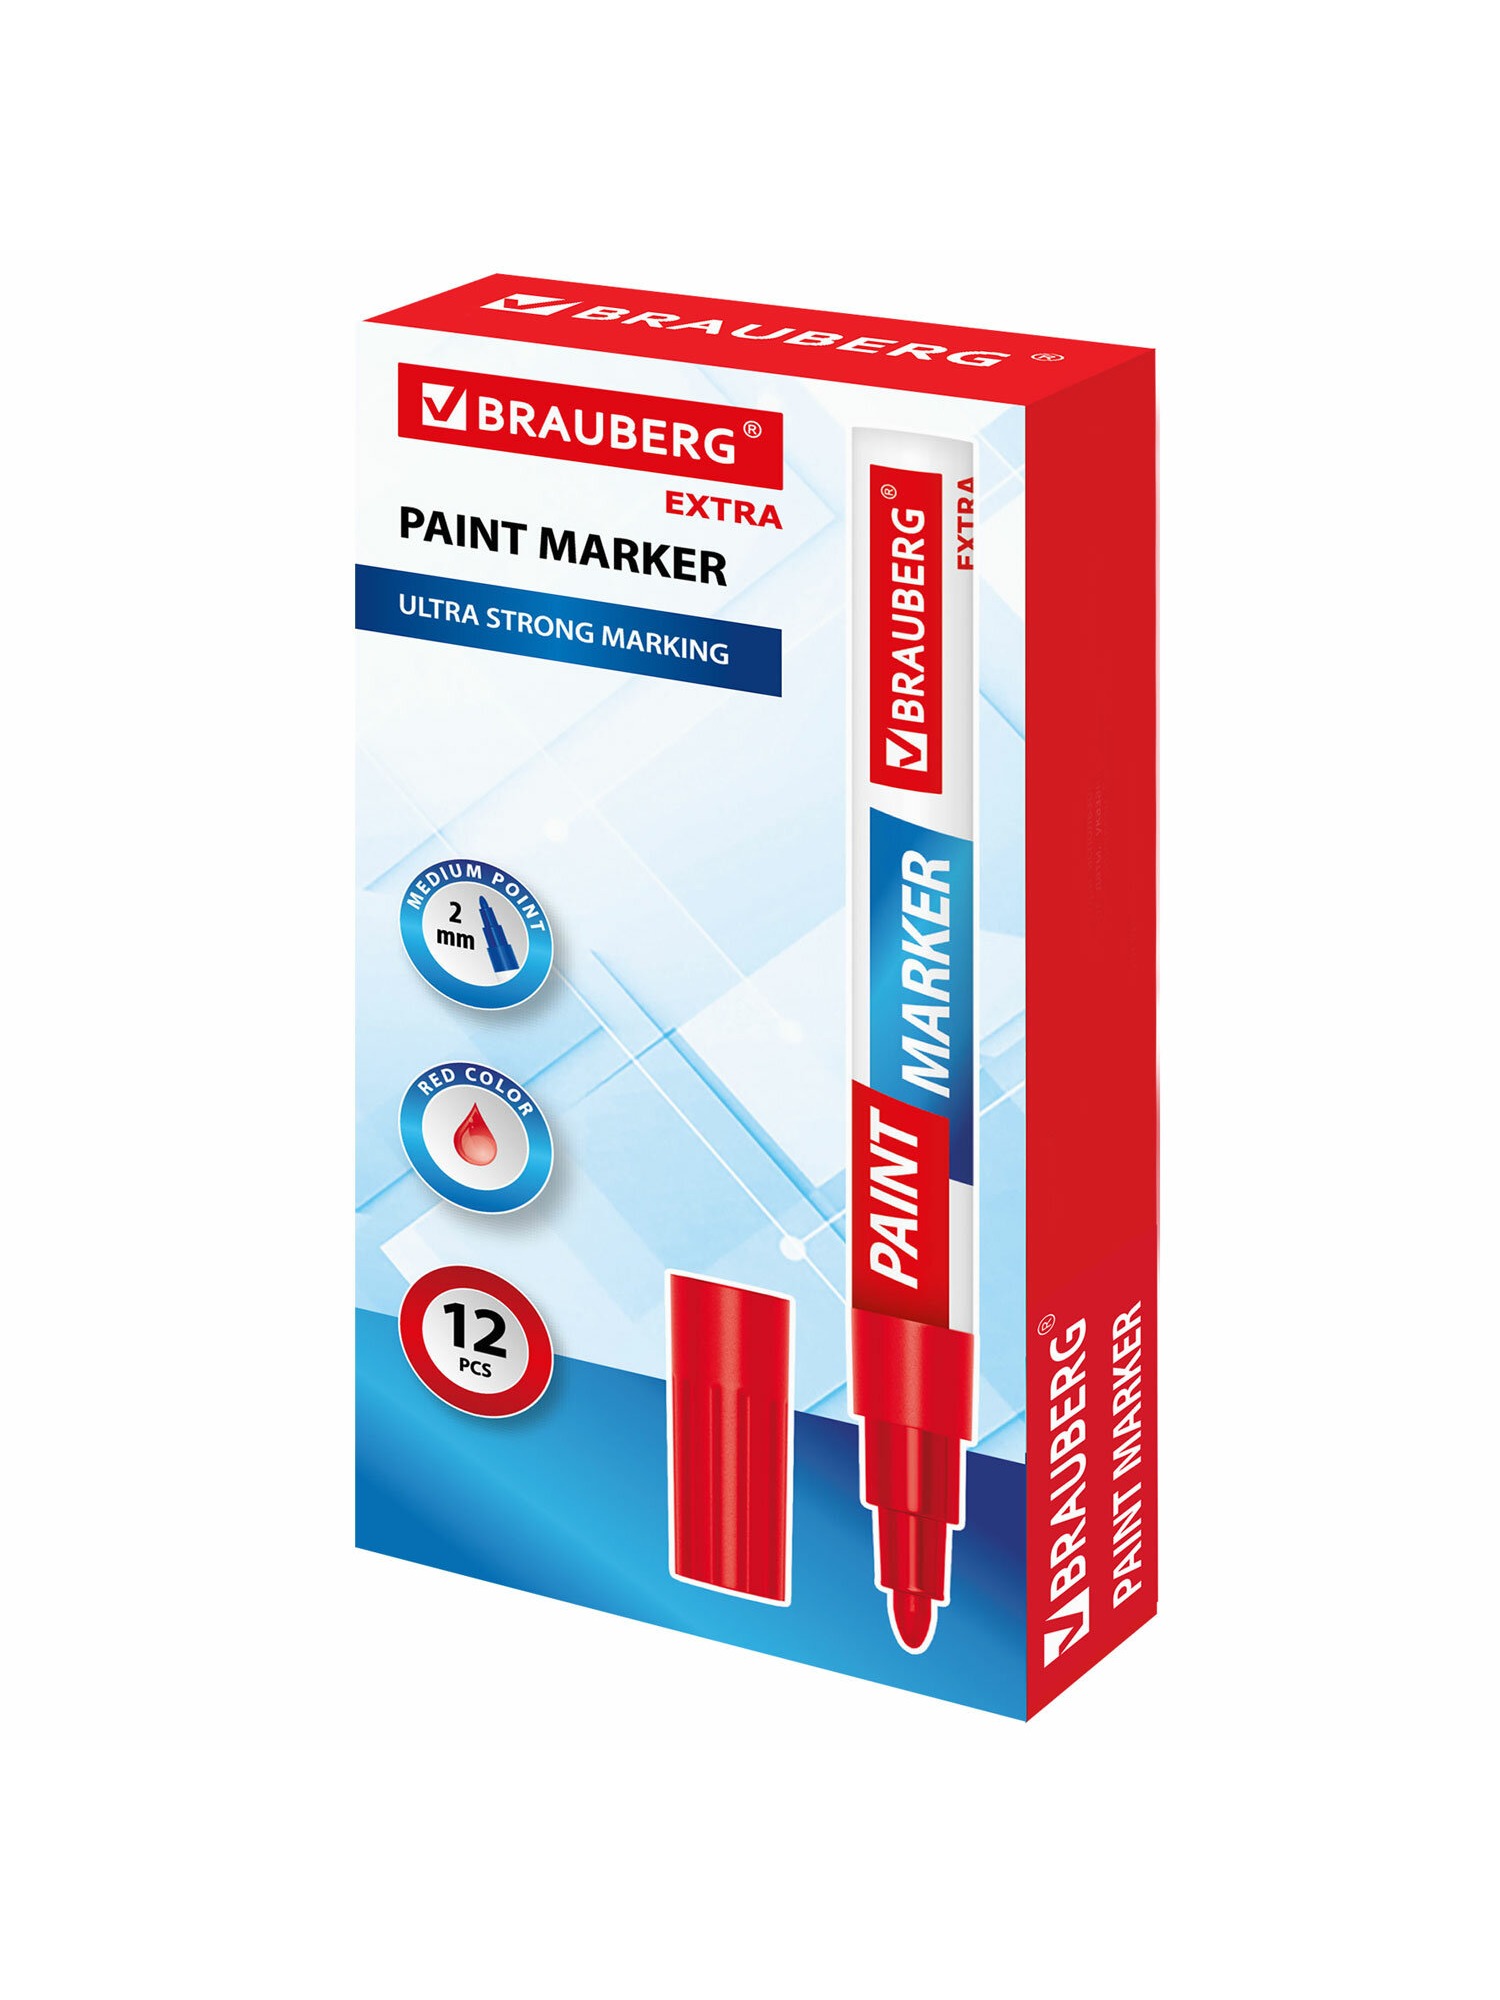 BRAUBERG ®
BRAUBERG®
EXTRA
PAINT MARKER
ULTRA STRONG MARKING
MEDIUM POINT
2
mm
RED COLOR
12
PCS
BRAUBERG®
EXTRA
PAINT MARKER
BRAUBERG®
PAINT MARKER